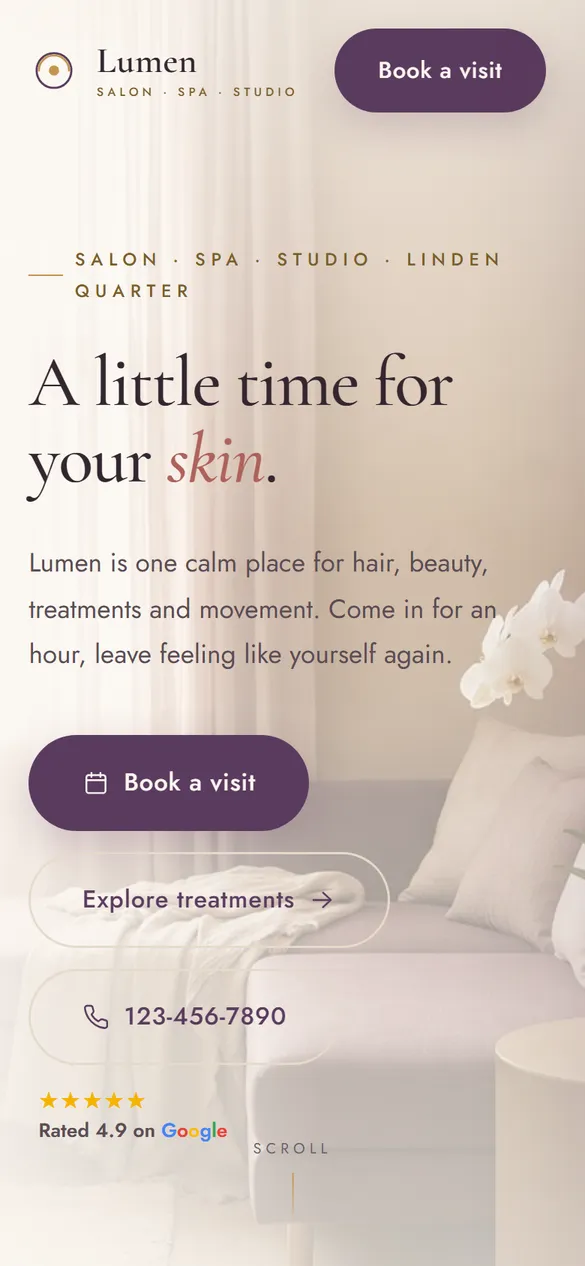 Lumen
SALON · SPA · STUDIO
Book a visit
SALON · SPA · STUDIO · LINDEN
QUARTER
A little time for
your skin.
Lumen is one calm place for hair, beauty,
treatments and movement. Come in for an
hour, leave feeling like yourself again.
Book a visit
Explore treatments →
123-456-7890
★★★★★
Rated 4.9 on Google
SCROLL